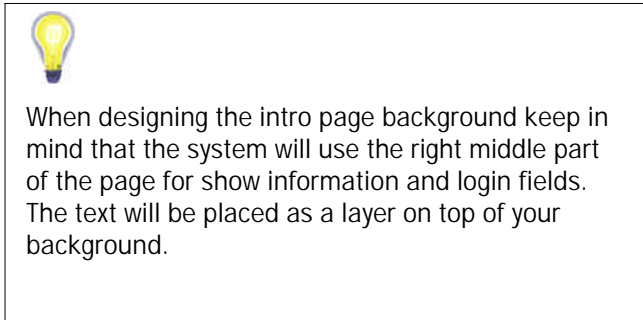 When designing the intro page background keep in
mind that the system will use the right middle part
of the page for show information and login fields.
The text will be placed as a layer on top of your
background.